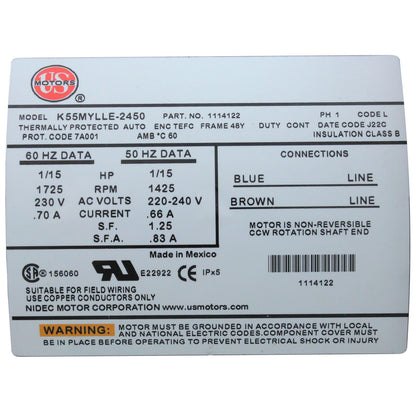 US
MOTORS
®
MODEL K55MYLLE-2450 PART NO. 1114122 PH 1 CODE L
THERMALLY PROTECTED AUTO ENC TEFC FRAME 48Y DUTY CONT DATE CODE J22C
PROT. CODE 7A001 AMB °C 60 INSULATION CLASS B
60 HZ DATA 50 HZ DATA
1/15 HP 1/15
1725 RPM 1425
230 V AC VOLTS 220-240 V
.70 A CURRENT .66 A
S.F. 1.25
S.F.A. .83 A
CONNECTIONS
BLUE LINE
BROWN LINE
MOTOR IS NON-REVERSIBLE
CCW ROTATION SHAFT END
Made in Mexico
156060 E22922 CE IPxS
SUITABLE FOR FIELD WIRING
USE COPPER CONDUCTORS ONLY
NIDEC MOTOR CORPORATION www.usmotors.com
1114122
WARNING: MOTOR MUST BE GROUNDED IN ACCORDANCE WITH LOCAL
AND NATIONAL ELECTRIC CODES. COMPONENT COVER MUST
BE IN PLACE BEFORE OPERATING TO PREVENT ELECTRICAL SHOCK OR INJURY